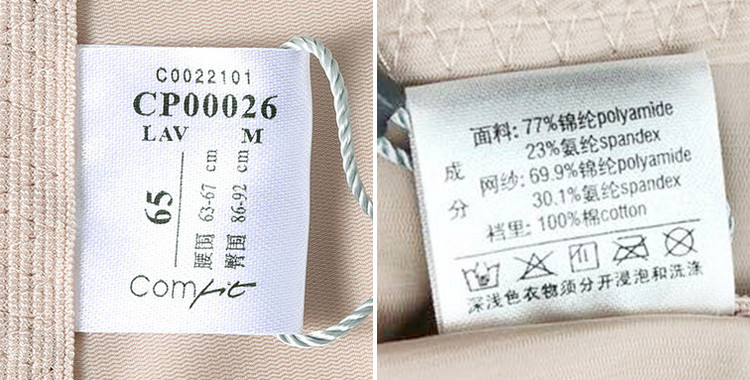 C0022101
CP00026
LAV M
65
腰围 63-67 cm
臀围 86-92 cm
Comfit
成分
面料: 77%锦纶polyamide
23%氨纶spandex
网纱: 69.9%锦纶polyamide
30.1%氨纶spandex
裆里: 100%棉cotton
深浅色衣物须分开浸泡和洗涤